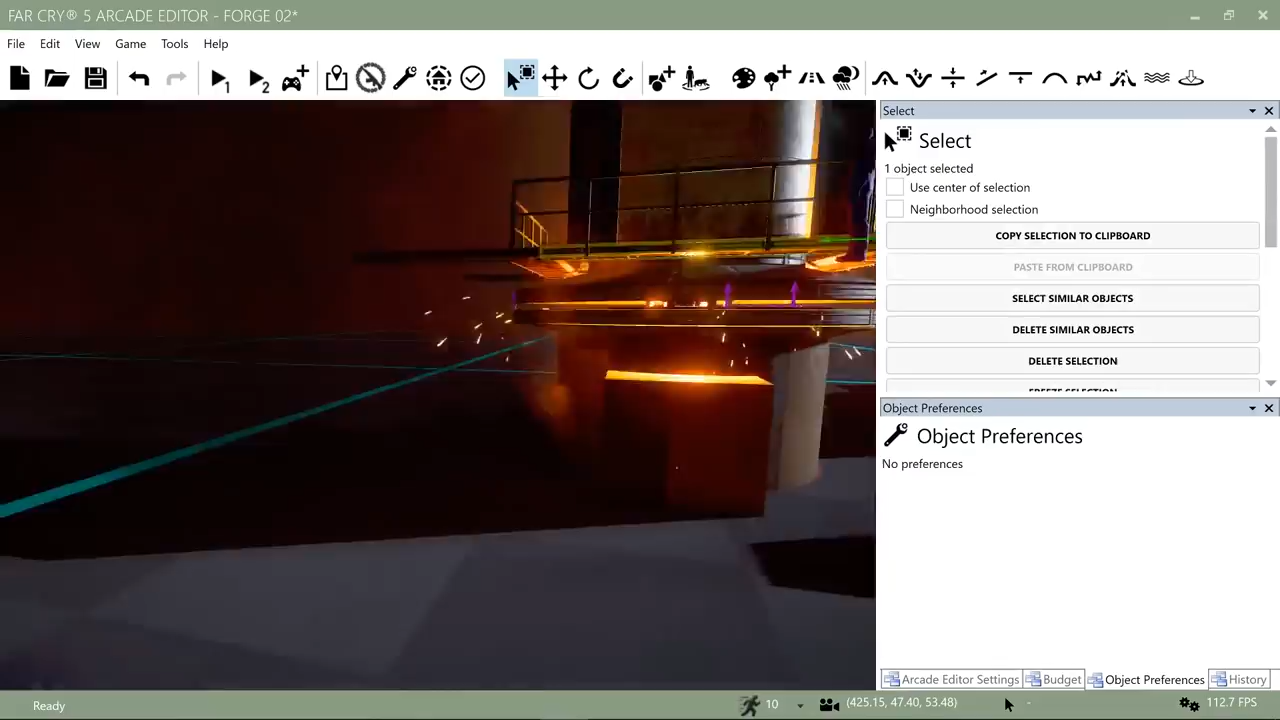 FAR CRY® 5 ARCADE EDITOR - FORGE 02*
File Edit View Game Tools Help
1 2
Select
Select
1 object selected
Use center of selection
Neighborhood selection
COPY SELECTION TO CLIPBOARD
PASTE FROM CLIPBOARD
SELECT SIMILAR OBJECTS
DELETE SIMILAR OBJECTS
DELETE SELECTION
FREEZE SELECTION
Object Preferences
Object Preferences
No preferences
Arcade Editor Settings Budget Object Preferences History
Ready 10 (425.15, 47.40, 53.48) - 112.7 FPS